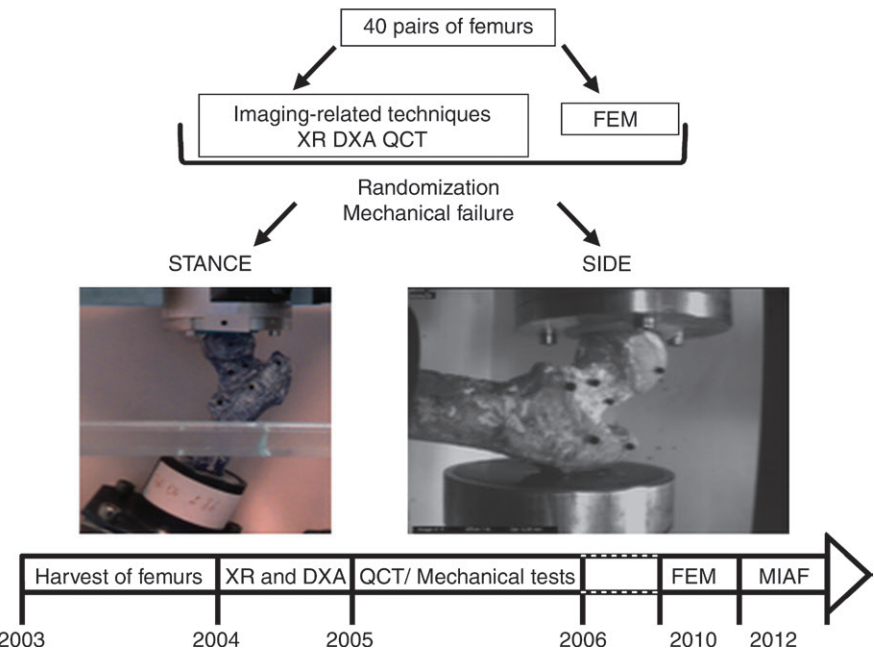 40 pairs of femurs
Imaging-related techniques
XR DXA QCT
FEM
Randomization
Mechanical failure
STANCE
SIDE
Harvest of femurs
XR and DXA
QCT/ Mechanical tests
FEM
MIAF
2003
2004
2005
2006
2010
2012